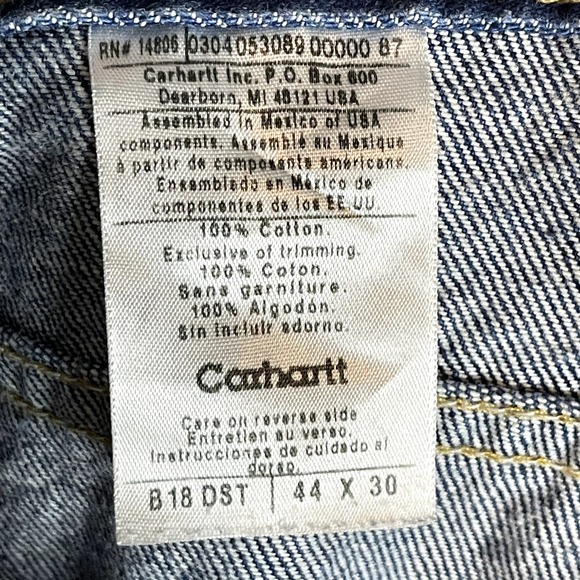 RN# 14806 0304053089 00000 87
Carhartt Inc. P.O. Box 600
Dearborn, MI 48121 USA
Assembled in Mexico of USA
components. Assemblé au Mexique
à partir de composants américans.
Ensamblado en México de
componentes de los EE.UU.
100% Cotton.
Exclusive of trimming.
100% Coton.
Sans garniture.
100% Algodón.
Sin incluir adorno.
Carhartt
Care on reverse side
Entretien au verso.
Instrucciones de cuidado al
dorso.
B18 DST 44 X 30